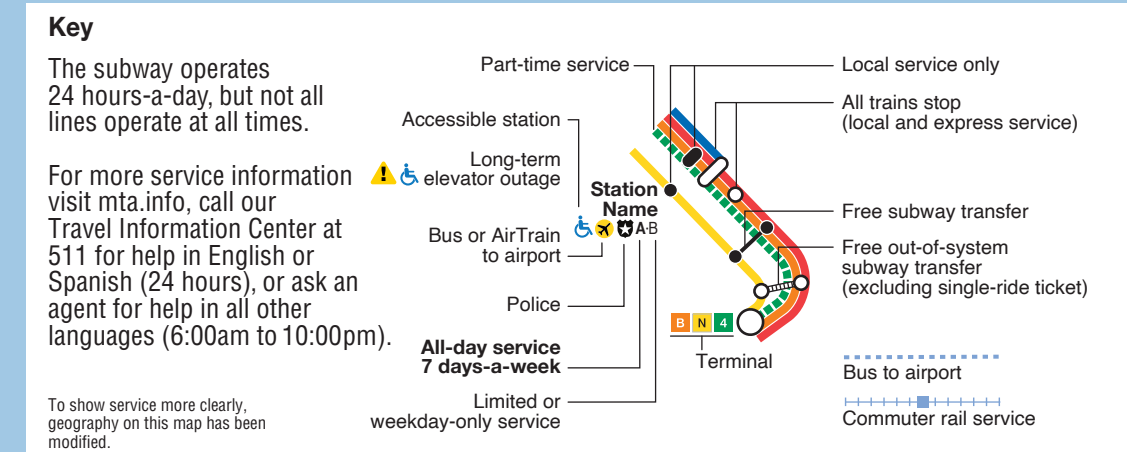 Key
The subway operates
24 hours-a-day, but not all
lines operate at all times.
For more service information
visit mta.info, call our
Travel Information Center at
511 for help in English or
Spanish (24 hours), or ask an
agent for help in all other
languages (6:00am to 10:00pm).
To show service more clearly,
geography on this map has been
modified.
Part-time service
Accessible station
Long-term
elevator outage
Station
Name
A-B
Bus or AirTrain
to airport
Police
All-day service
7 days-a-week
Limited or
weekday-only service
B N 4
Terminal
Local service only
All trains stop
(local and express service)
Free subway transfer
Free out-of-system
subway transfer
(excluding single-ride ticket)
Bus to airport
Commuter rail service